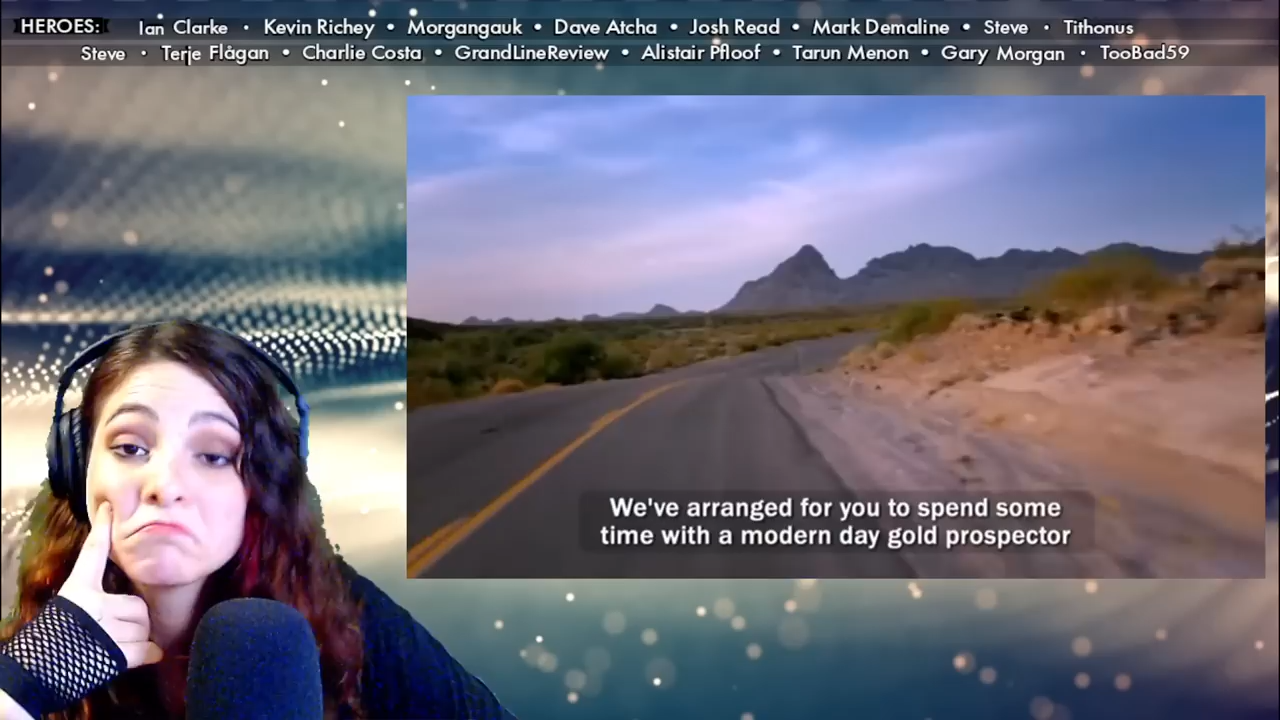 HEROES: Ian Clarke • Kevin Richey • Morgangauk • Dave Atcha • Josh Read • Mark Demaline • Steve • Tithonus
Steve • Terje Flågan • Charlie Costa • GrandLineReview • Alistair Pfloof • Tarun Menon • Gary Morgan • TooBad59
We've arranged for you to spend some
time with a modern day gold prospector